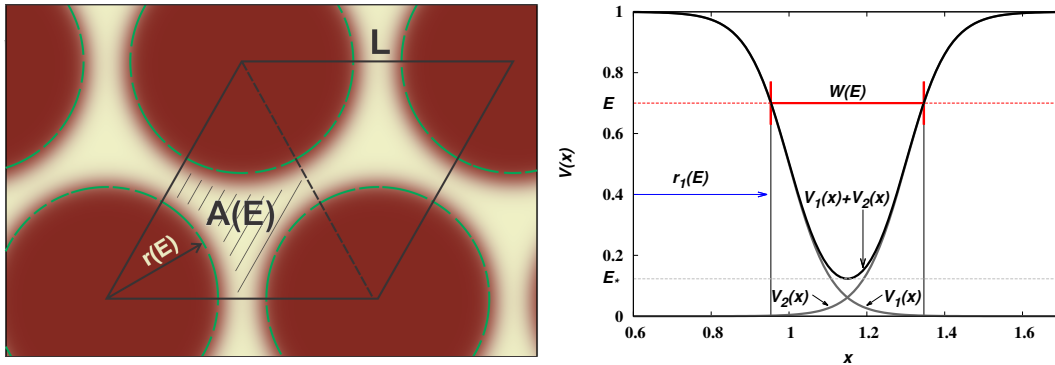 L
A(E)
r(E)
V(x)
1
0.8
E
0.6
0.4
0.2
E*
0
W(E)
r1(E)
V1(x)+V2(x)
V2(x)
V1(x)
0.6
0.8
1
1.2
1.4
1.6
x